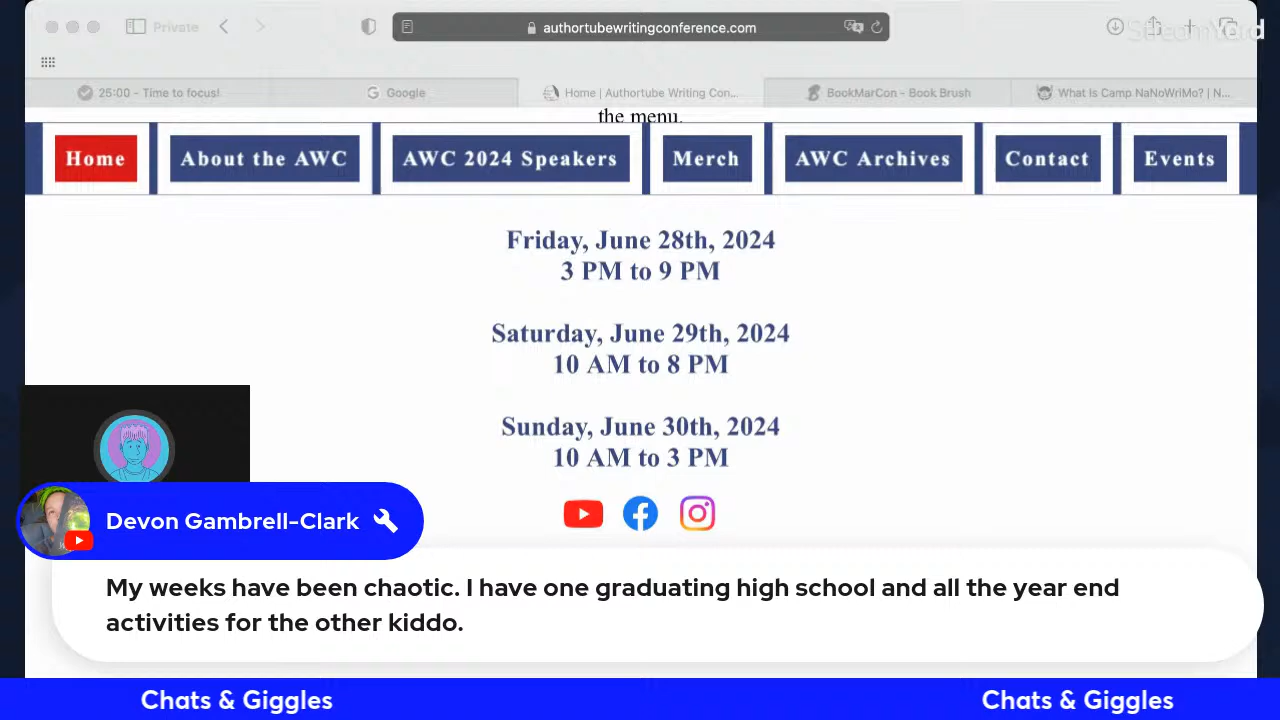 Private
authortubewritingconference.com
StreamYard
25:00 - Time to focus!
Google
Home | Authortube Writing Con...
BookMarCon - Book Brush
What Is Camp NaNoWriMo? | N...
the menu.
Home
About the AWC
AWC 2024 Speakers
Merch
AWC Archives
Contact
Events
Friday, June 28th, 2024
3 PM to 9 PM
Saturday, June 29th, 2024
10 AM to 8 PM
Sunday, June 30th, 2024
10 AM to 3 PM
Devon Gambrell-Clark
My weeks have been chaotic. I have one graduating high school and all the year end
activities for the other kiddo.
Chats & Giggles
Chats & Giggles